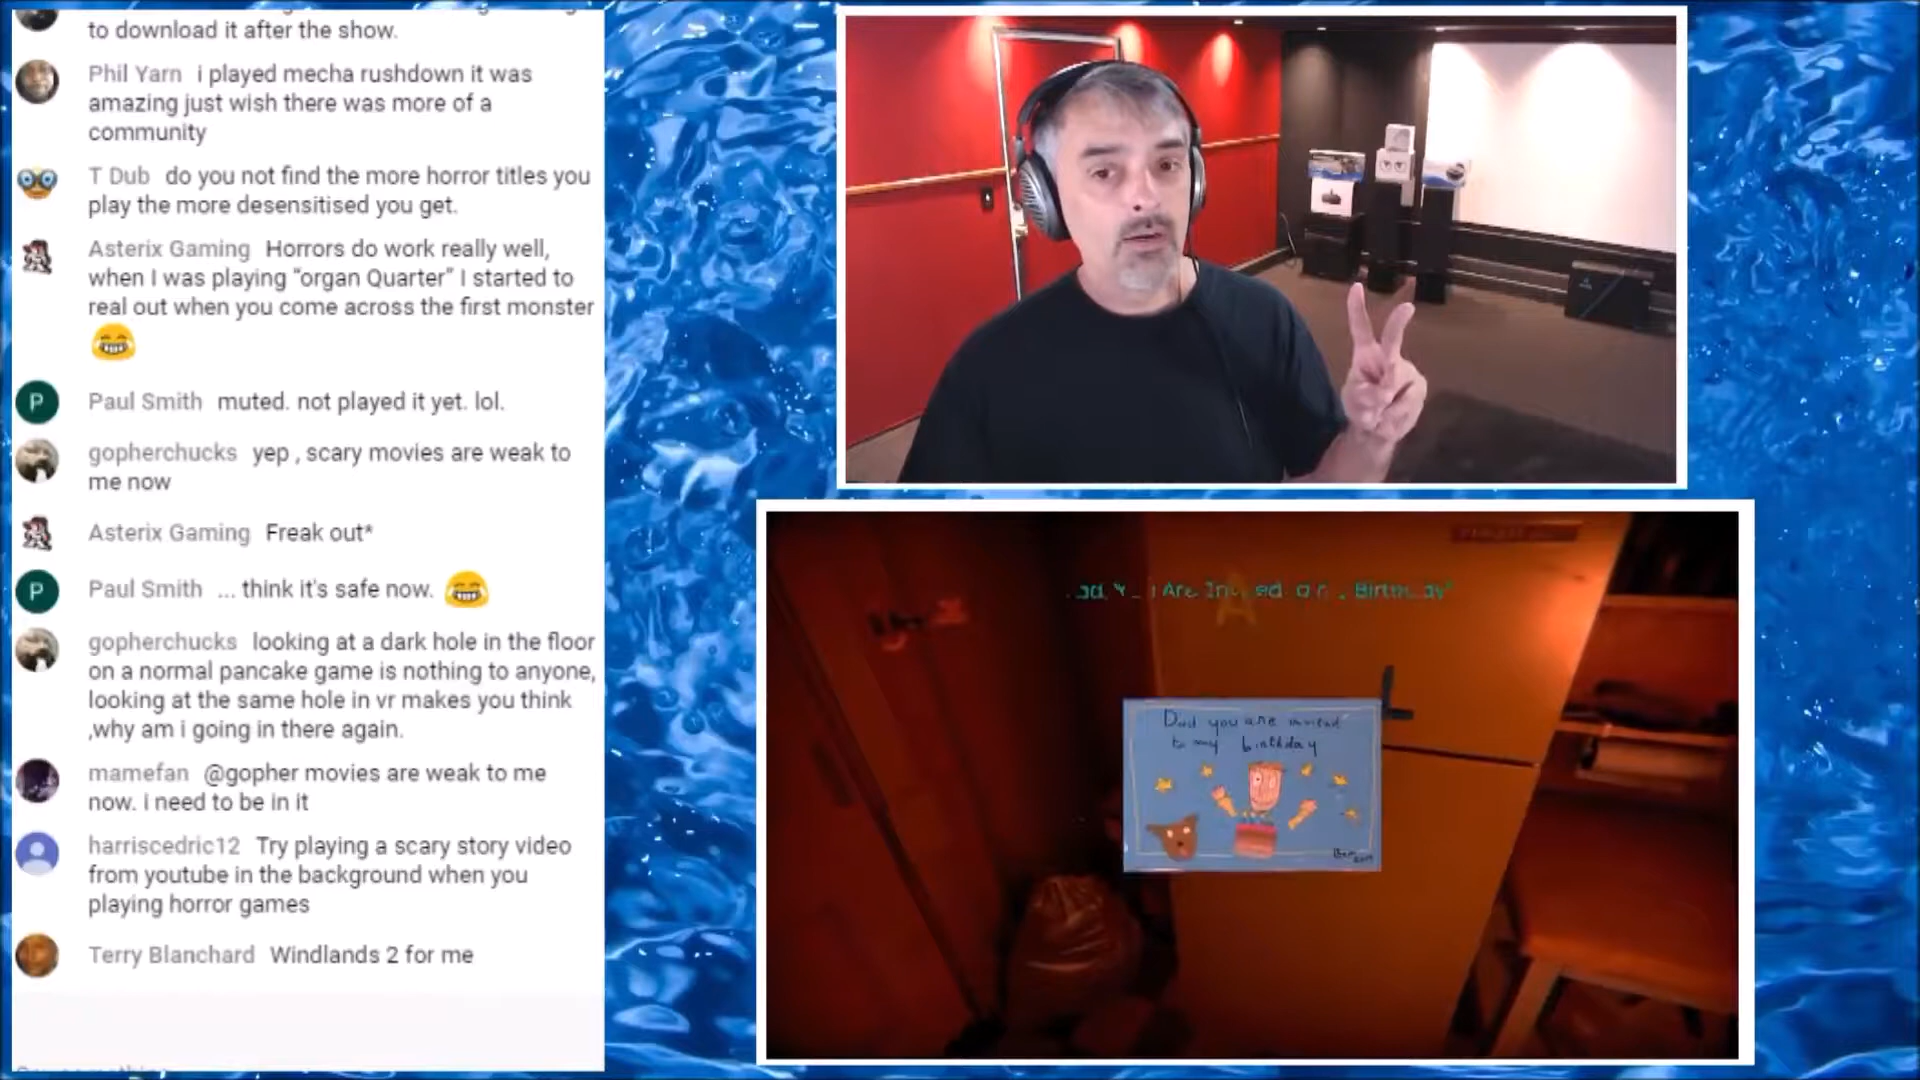 to download it after the show.
Phil Yarn i played mecha rushdown it was
amazing just wish there was more of a
community
T Dub do you not find the more horror titles you
play the more desensitised you get.
Asterix Gaming Horrors do work really well,
when I was playing “organ Quarter” I started to
real out when you come across the first monster
😂
Paul Smith muted. not played it yet. lol.
gopherchucks yep , scary movies are weak to
me now
Asterix Gaming Freak out*
P
Paul Smith ... think it's safe now. 😂
P
gopherchucks looking at a dark hole in the floor
on a normal pancake game is nothing to anyone,
looking at the same hole in vr makes you think
,why am i going in there again.
mamefan @gopher movies are weak to me
now. i need to be in it
harriscedric12 Try playing a scary story video
from youtube in the background when you
playing horror games
Terry Blanchard Windlands 2 for me
Are Birthday
A
Dad you are invited
to my birthday